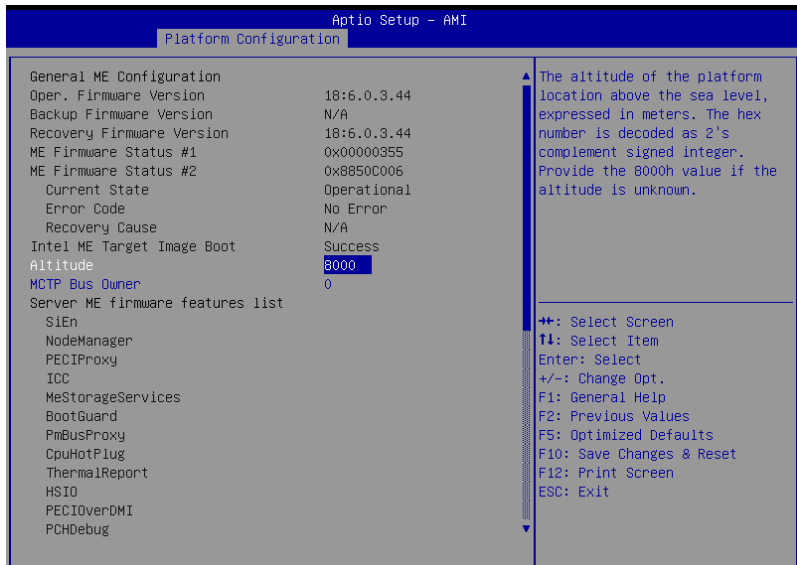 Aptio Setup - AMI
Platform Configuration
General ME Configuration
Oper. Firmware Version 18:6.0.3.44
Backup Firmware Version N/A
Recovery Firmware Version 18:6.0.3.44
ME Firmware Status #1 0x00000355
ME Firmware Status #2 0x8850C006
Current State Operational
Error Code No Error
Recovery Cause N/A
Intel ME Target Image Boot Success
Altitude 8000
MCTP Bus Owner 0
Server ME firmware features list
SiEn
NodeManager
PECIProxy
ICC
MeStorageServices
BootGuard
PmBusProxy
CpuHotPlug
ThermalReport
HSIO
PECIOverDMI
PCHDebug
The altitude of the platform
location above the sea level,
expressed in meters. The hex
number is decoded as 2's
complement signed integer.
Provide the 8000h value if the
altitude is unknown.
→←: Select Screen
↑↓: Select Item
Enter: Select
+/-: Change Opt.
F1: General Help
F2: Previous Values
F5: Optimized Defaults
F10: Save Changes & Reset
F12: Print Screen
ESC: Exit